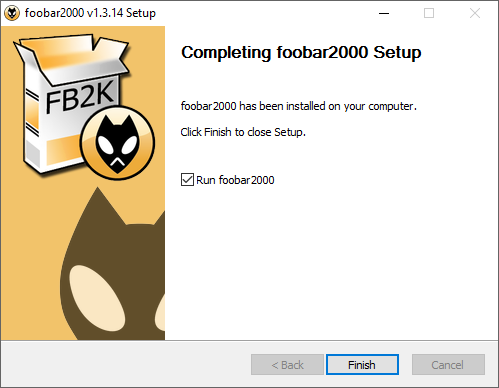 foobar2000 v1.3.14 Setup
FB2K
Completing foobar2000 Setup
foobar2000 has been installed on your computer.
Click Finish to close Setup.
Run foobar2000
< Back
Finish
Cancel